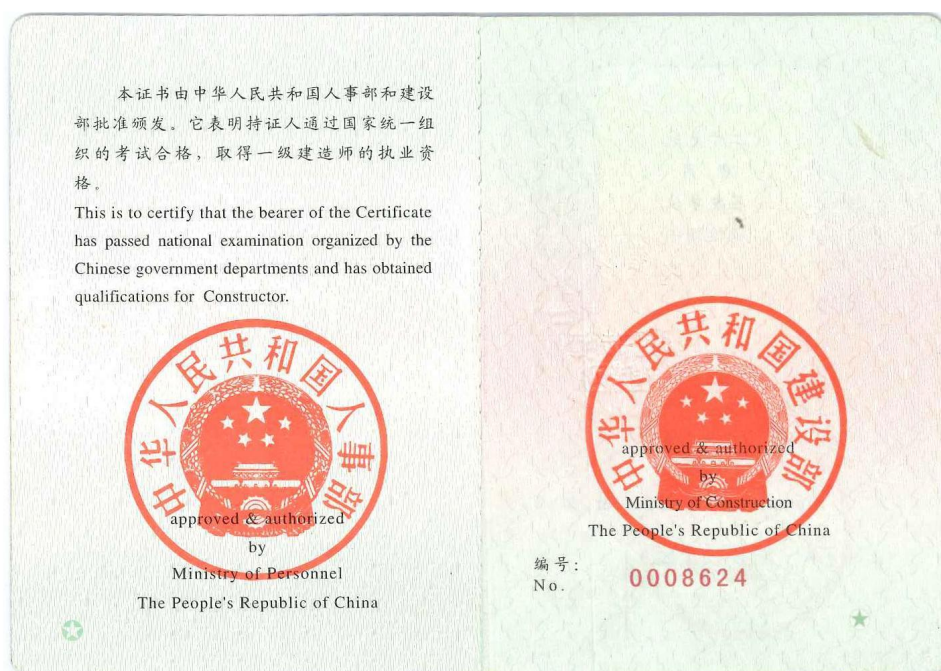 本证书由中华人民共和国人事部和建设
部批准颁发。它表明持证人通过国家统一组
织的考试合格，取得一级建造师的执业资
格。
This is to certify that the bearer of the Certificate
has passed national examination organized by the
Chinese government departments and has obtained
qualifications for Constructor.
中华人民共和国人事部
approved & authorized
by
Ministry of Personnel
The People's Republic of China
中华人民共和国建设部
approved & authorized
by
Ministry of Construction
The People's Republic of China
编号：
No.
0008624